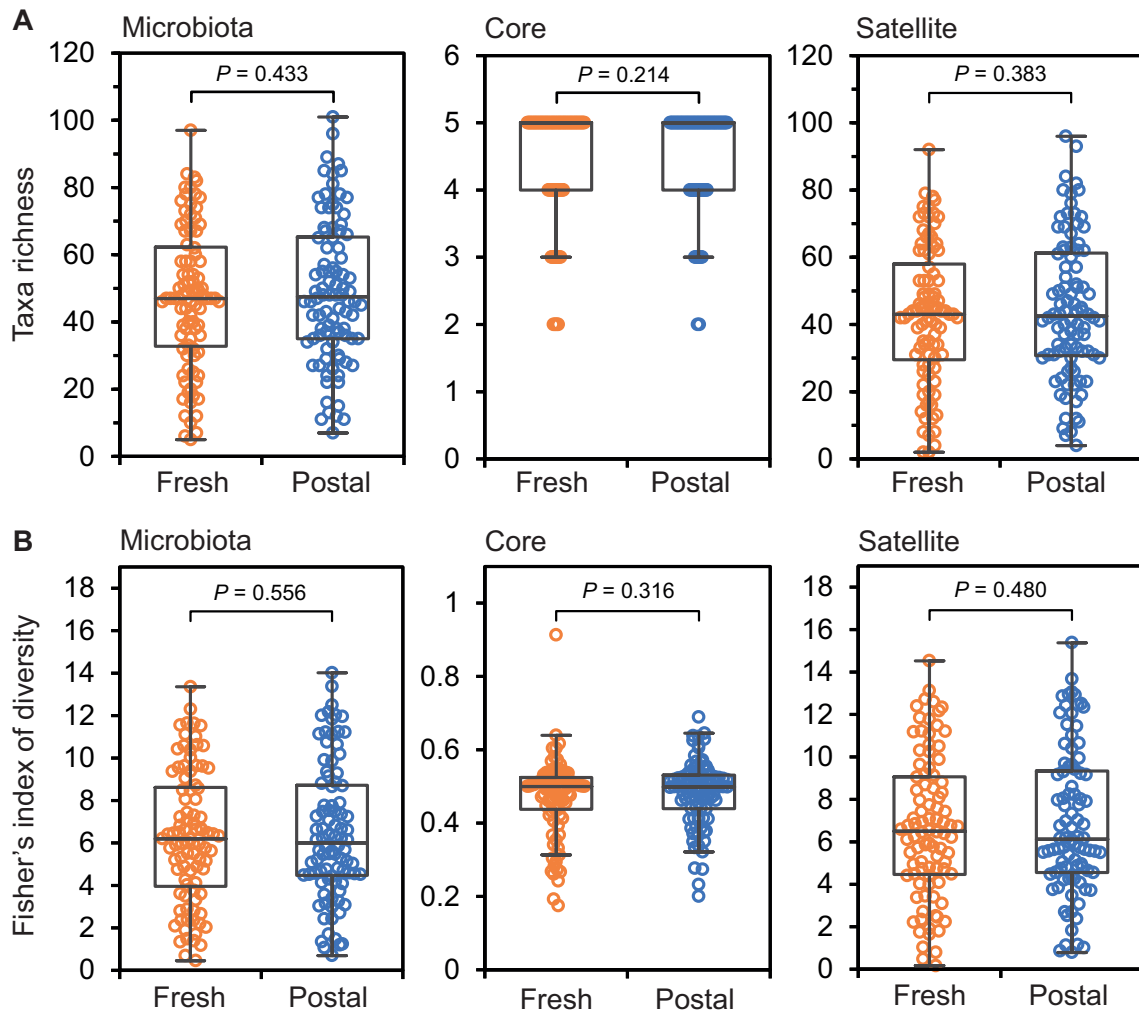 A
Microbiota
Core
Satellite
Taxa richness
120
100
80
60
40
20
0
P = 0.433
Fresh
Postal
6
5
4
3
2
1
0
P = 0.214
Fresh
Postal
120
100
80
60
40
20
0
P = 0.383
Fresh
Postal
B
Microbiota
Core
Satellite
Fisher's index of diversity
18
16
14
12
10
8
6
4
2
0
P = 0.556
Fresh
Postal
1
0.8
0.6
0.4
0.2
0
P = 0.316
Fresh
Postal
18
16
14
12
10
8
6
4
2
0
P = 0.480
Fresh
Postal